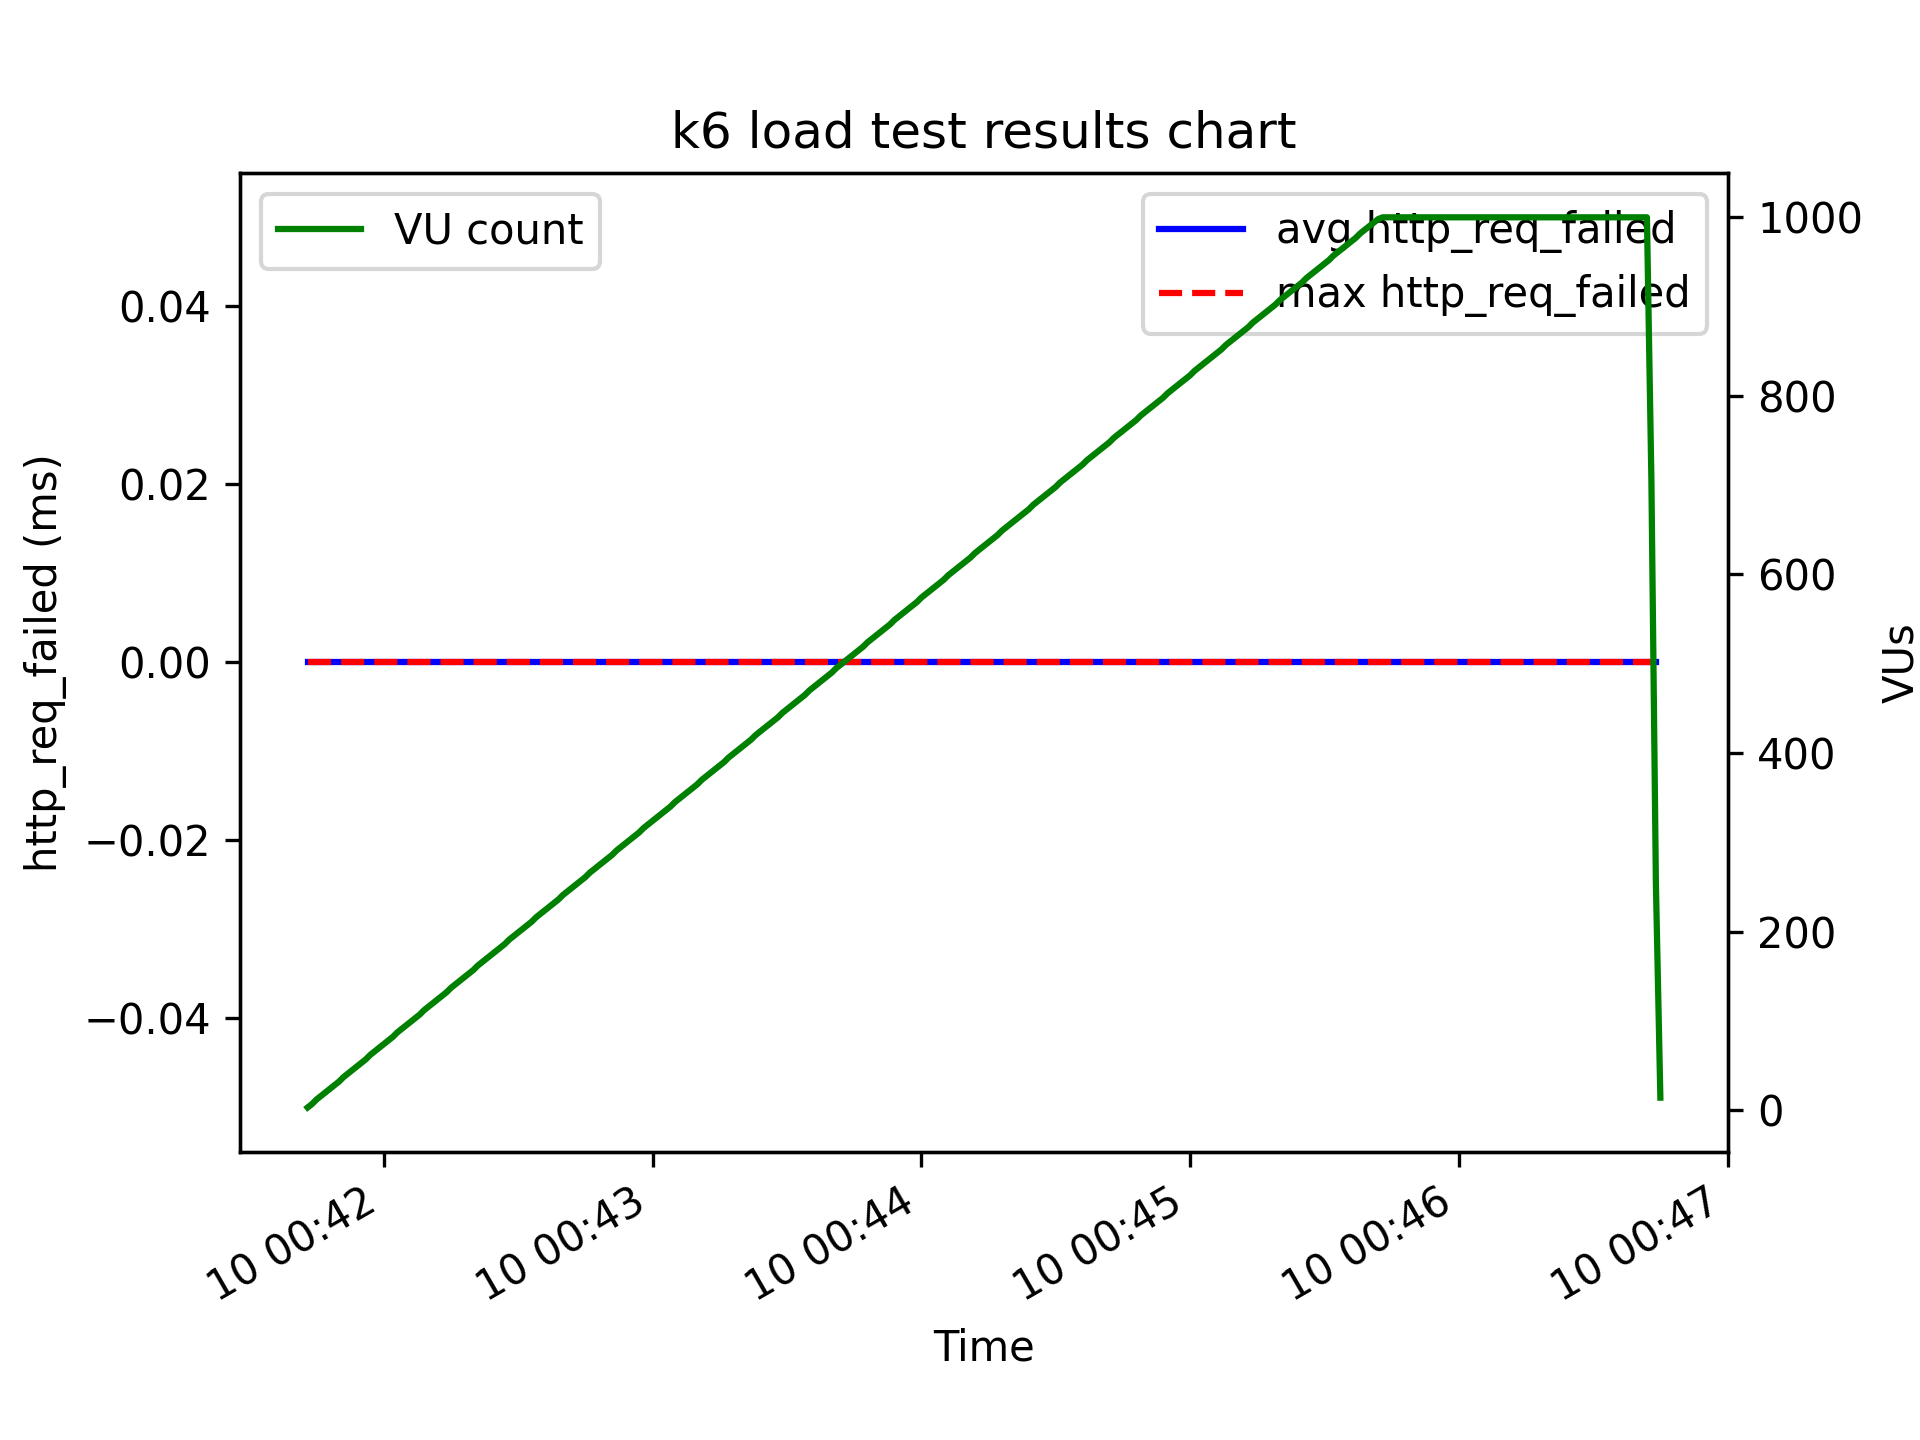 k6 load test results chart
VU count
avg http_req_failed
max http_req_failed
0.04
0.02
0.00
−0.02
−0.04
http_req_failed (ms)
1000
800
600
400
200
0
VUs
10 00:42
10 00:43
10 00:44
10 00:45
10 00:46
10 00:47
Time